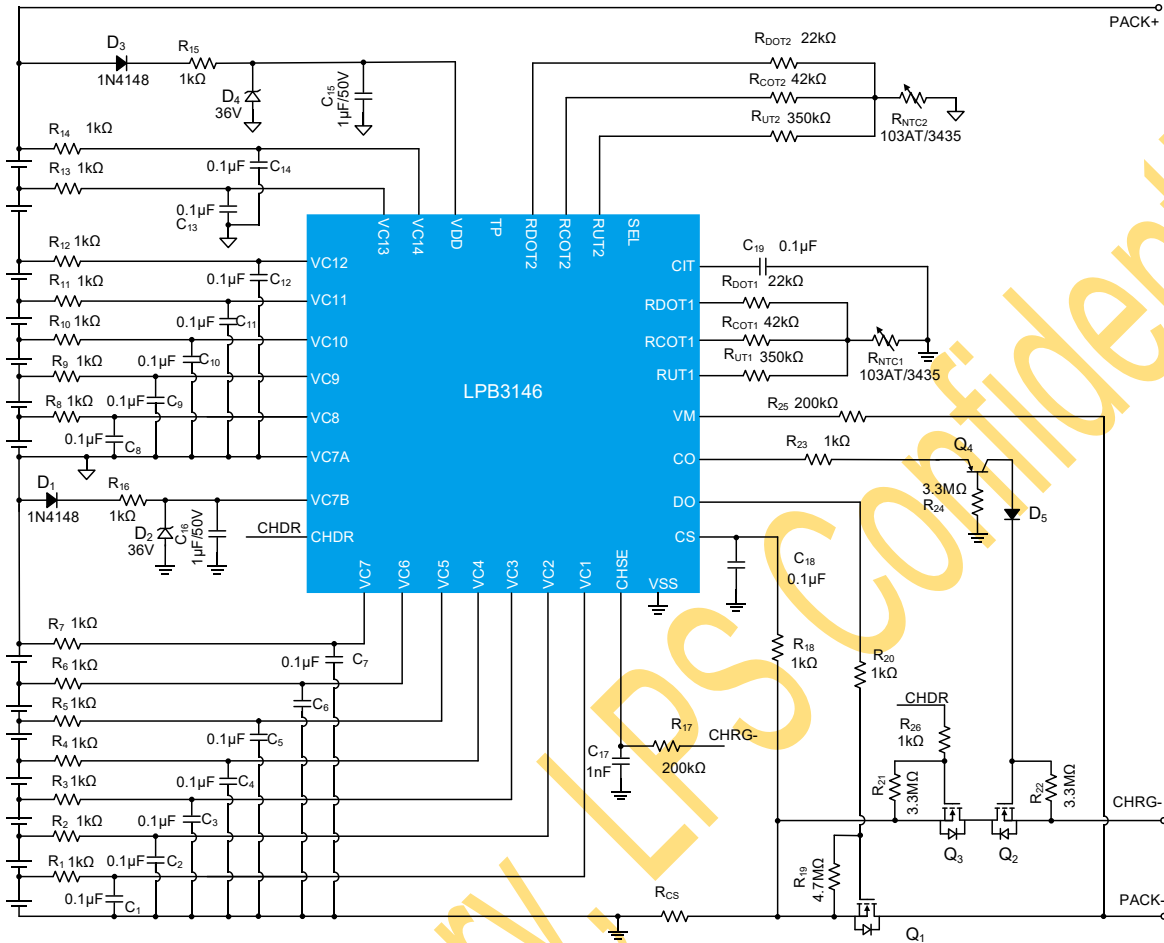 PACK+
D3
1N4148
R15
1kΩ
D4
36V
C15
1µF/50V
RDOT2 22kΩ
RCOT2 42kΩ
RUT2 350kΩ
RNTC2
103AT/3435
R14 1kΩ
0.1µF
C14
R13 1kΩ
0.1µF
C13
VC13
VC14
VDD
TP
RDOT2
RCOT2
RUT2
SEL
R12 1kΩ
VC12
0.1µF
C12
R11 1kΩ
VC11
0.1µF
C11
R10 1kΩ
VC10
0.1µF
C10
R9 1kΩ
VC9
0.1µF
C9
R8 1kΩ
VC8
0.1µF
C8
VC7A
LPB3146
CIT
C19 0.1µF
RDOT1 22kΩ
RDOT1
RCOT1 42kΩ
RCOT1
RUT1 350kΩ
RUT1
RNTC1
103AT/3435
VM
R25 200kΩ
CO
R23 1kΩ
Q4
3.3MΩ
R24
D5
DO
CS
C18
0.1µF
D1
1N4148
R16
1kΩ
VC7B
D2
36V
C16
1µF/50V
CHDR
CHDR
VC7
VC6
VC5
VC4
VC3
VC2
VC1
CHSE
VSS
R7 1kΩ
0.1µF
C7
R6 1kΩ
C6
R5 1kΩ
0.1µF
C5
R4 1kΩ
0.1µF
C4
R3 1kΩ
0.1µF
C3
R2 1kΩ
0.1µF
C2
R1 1kΩ
0.1µF
C1
R17
CHRG-
200kΩ
C17
1nF
R18
1kΩ
R20
1kΩ
CHDR
R26
1kΩ
R21
3.3MΩ
R22
3.3MΩ
CHRG-
Q3
Q2
R19
4.7MΩ
RCS
Q1
PACK-
LPS Confident